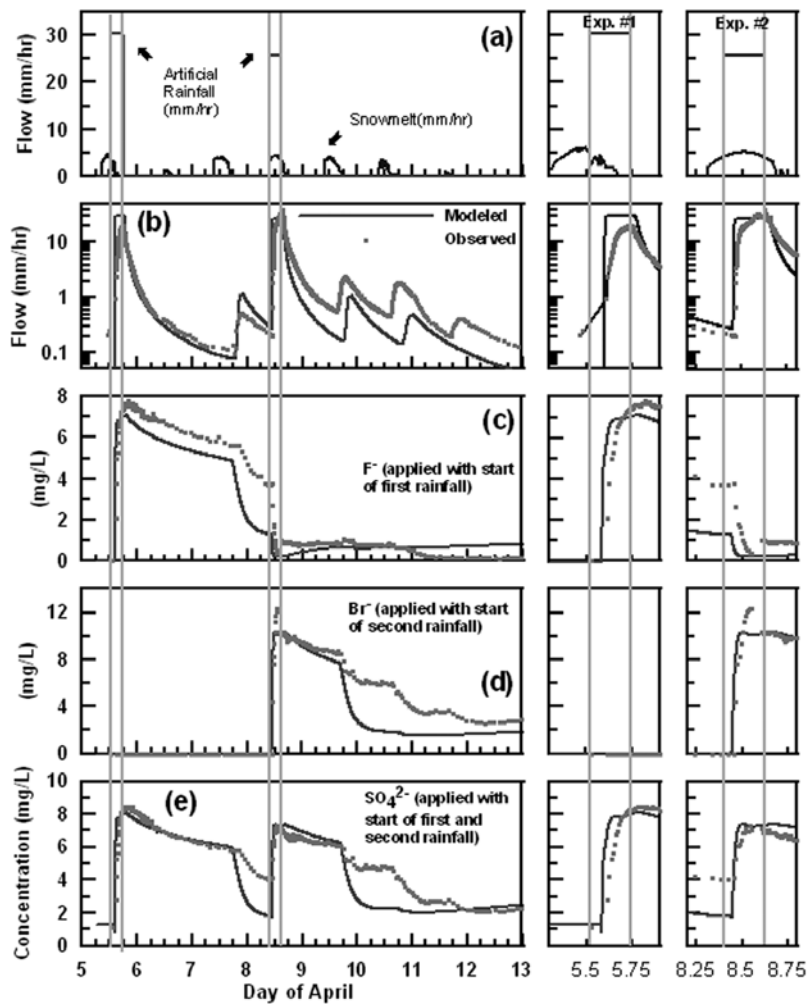 Exp. #1
Exp. #2
(a)
Flow (mm/hr)
30
20
10
0
Artificial
Rainfall
(mm/hr)
Snowmelt(mm/hr)
(b)
Flow (mm/hr)
10
1
0.1
Modeled
Observed
(c)
(mg/L)
8
6
4
2
0
F- (applied with start
of first rainfall)
(d)
(mg/L)
12
8
4
0
Br- (applied with start
of second rainfall)
(e)
Concentration (mg/L)
10
8
6
4
2
0
SO4 2- (applied with
start of first and
second rainfall)
5 6 7 8 9 10 11 12 13
5.5 5.75
8.25 8.5 8.75
Day of April